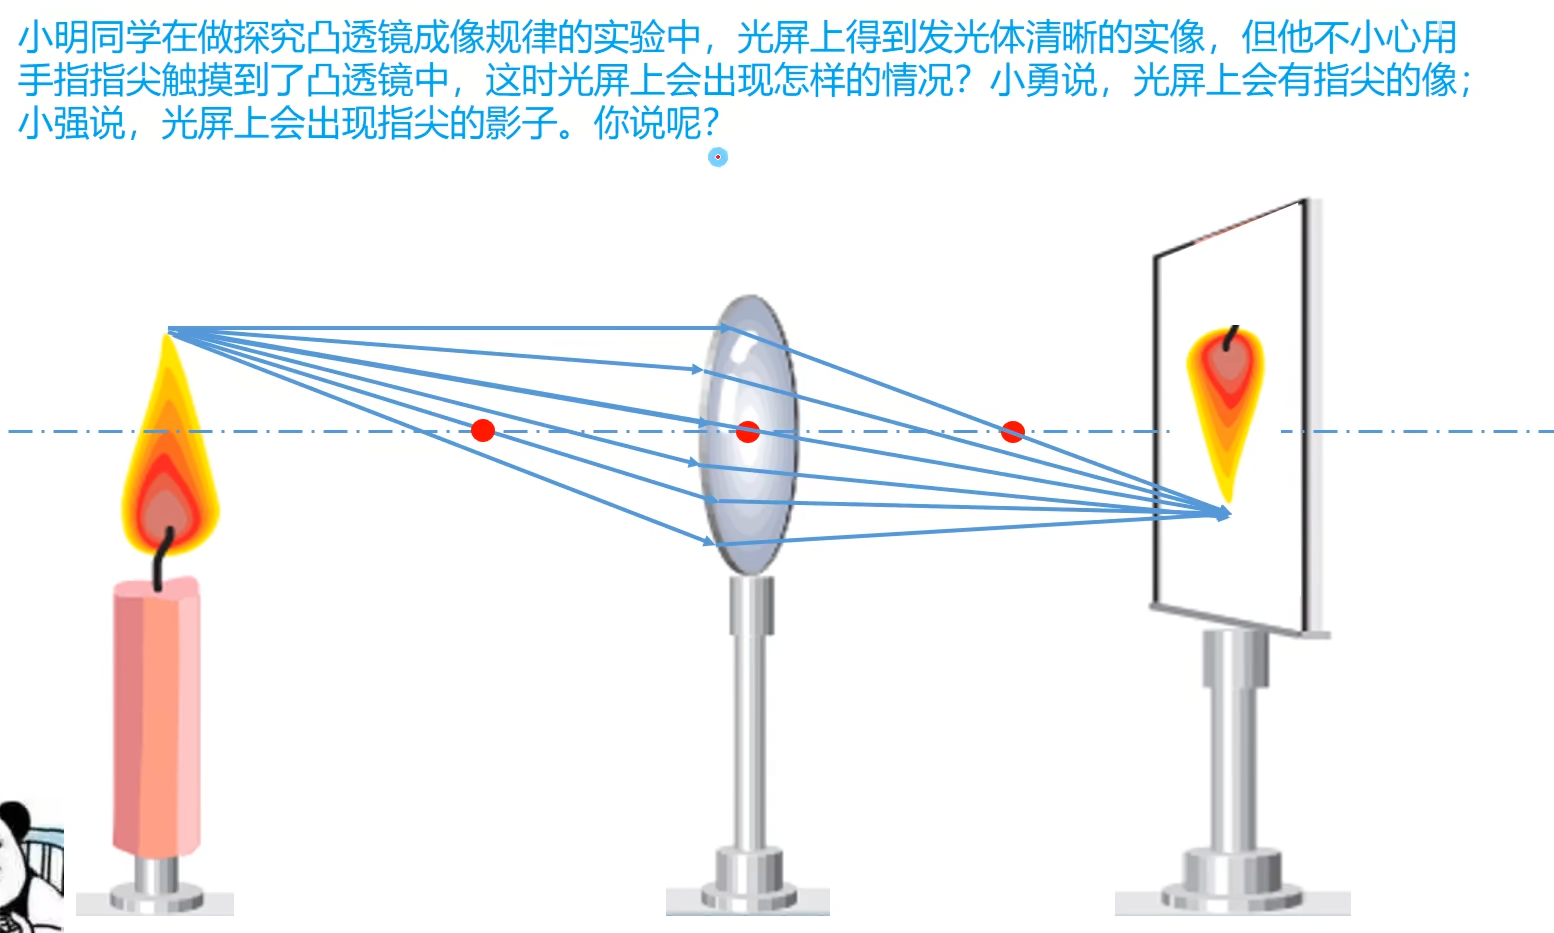 小明同学在做探究凸透镜成像规律的实验中，光屏上得到发光体清晰的实像，但他不小心用
手指指尖触摸到了凸透镜中，这时光屏上会出现怎样的情况？小勇说，光屏上会有指尖的像；
小强说，光屏上会出现指尖的影子。你说呢？